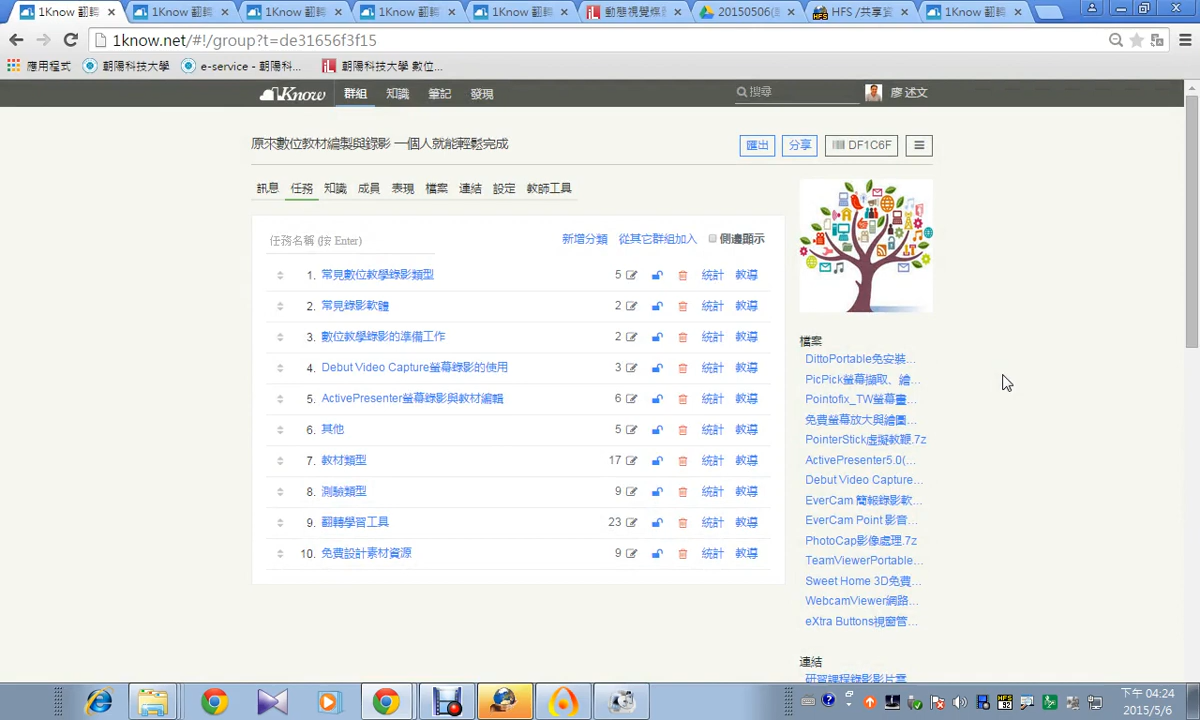 1Know 翻轉
1Know 翻轉
1Know 翻轉
1Know 翻轉
1Know 翻轉
動態視覺媒
20150506(
HFS /共享資
1Know 翻轉
1know.net/#!/group?t=de31656f3f15
應用程式
朝陽科技大學
e-service - 朝陽科...
朝陽科技大學 數位...
1Know
群組
知識
筆記
發現
搜尋
廖 述文
原來數位教材編製與錄影 一個人就能輕鬆完成
匯出
分享
DF1C6F
訊息
任務
知識
成員
表現
檔案
連結
設定
教師工具
任務名稱 (按 Enter)
新增分類
從其它群組加入
側邊顯示
1. 常見數位教學錄影類型 5 統計 教導
2. 常見錄影軟體 2 統計 教導
3. 數位教學錄影的準備工作 2 統計 教導
4. Debut Video Capture螢幕錄影的使用 3 統計 教導
5. ActivePresenter螢幕錄影與教材編輯 6 統計 教導
6. 其他 5 統計 教導
7. 教材類型 17 統計 教導
8. 測驗類型 9 統計 教導
9. 翻轉學習工具 23 統計 教導
10. 免費設計素材資源 9 統計 教導
檔案
DittoPortable免安裝...
PicPick螢幕擷取、繪...
Pointofix_TW螢幕畫...
免費螢幕放大與繪圖...
PointerStick虛擬教鞭.7z
ActivePresenter5.0(...
Debut Video Capture...
EverCam 簡報錄影軟...
EverCam Point 影音...
PhotoCap影像處理.7z
TeamViewerPortable...
Sweet Home 3D免費...
WebcamViewer網路...
eXtra Buttons視窗管...
連結
研習課程錄影影片窩
下午 04:24
2015/5/6